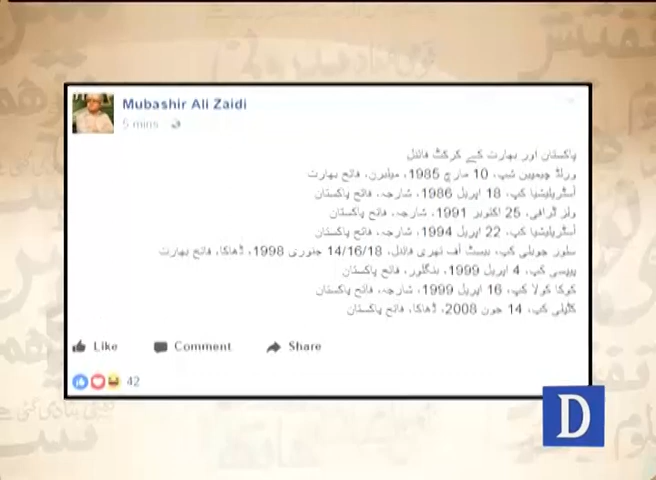 Mubashir Ali Zaidi
5 mins
پاکستان اور بھارت کے کرکٹ فائنل
ورلڈ چیمپین شپ، 10 مارچ 1985، میلبرن، فاتح بھارت
آسٹریلیشیا کپ، 18 اپریل 1986، شارجہ، فاتح پاکستان
ولز ٹرافی، 25 اکتوبر 1991، شارجہ، فاتح پاکستان
آسٹریلیشیا کپ، 22 اپریل 1994، شارجہ، فاتح پاکستان
سلور جوبلی کپ، بیسٹ آف تھری فائنل، 14/16/18 جنوری 1998، ڈھاکا، فاتح بھارت
پیپسی کپ، 4 اپریل 1999، بنگلور، فاتح پاکستان
کوکا کولا کپ، 16 اپریل 1999، شارجہ، فاتح پاکستان
کٹپلی کپ، 14 جون 2008، ڈھاکا، فاتح پاکستان
Like Comment Share
42
D